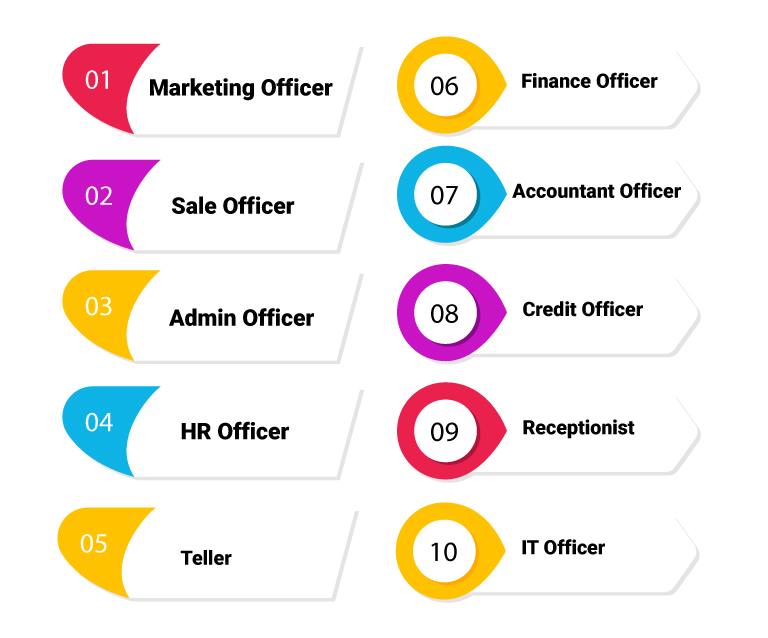 01
Marketing Officer
02
Sale Officer
03
Admin Officer
04
HR Officer
05
Teller
06
Finance Officer
07
Accountant Officer
08
Credit Officer
09
Receptionist
10
IT Officer